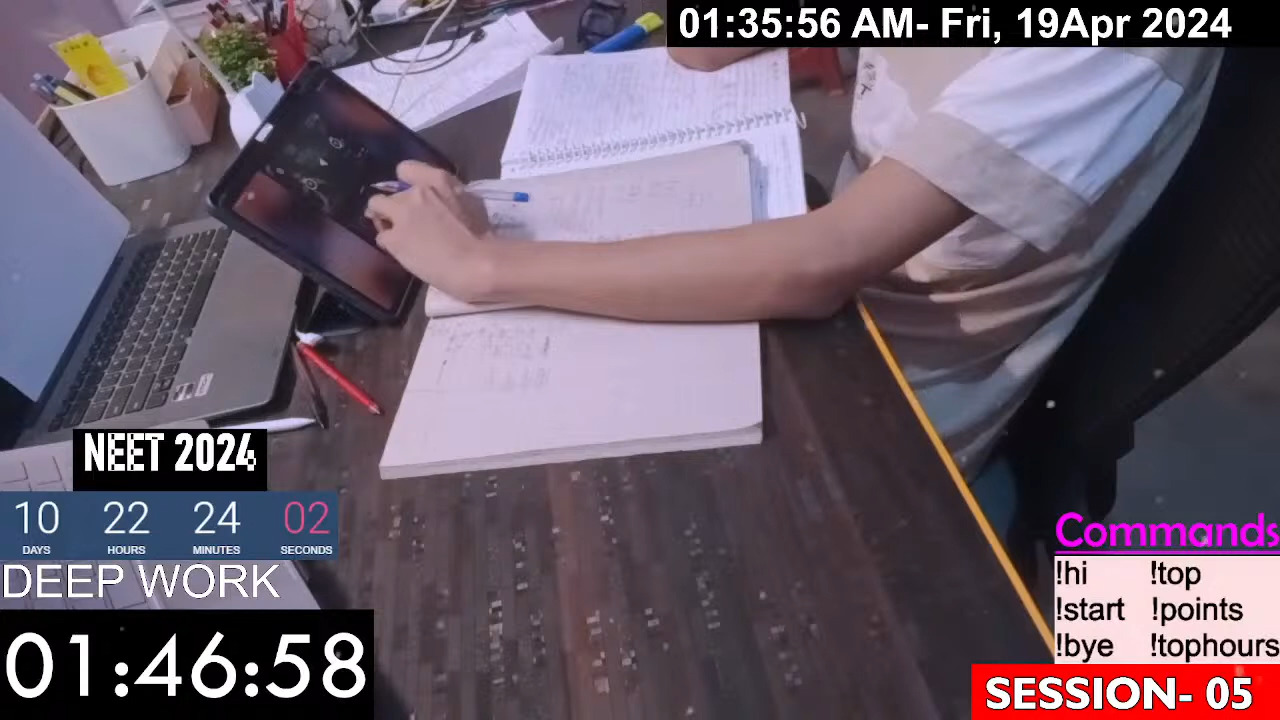 01:35:56 AM- Fri, 19Apr 2024
NEET 2024
10 22 24 02
DAYS HOURS MINUTES SECONDS
DEEP WORK
01:46:58
Commands
!hi !top
!start !points
!bye !tophours
SESSION- 05